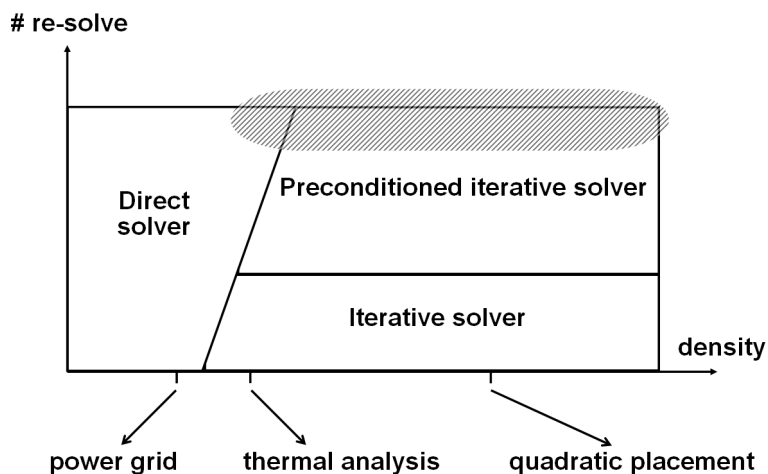 # re-solve
Direct
solver
Preconditioned iterative solver
Iterative solver
density
power grid
thermal analysis
quadratic placement